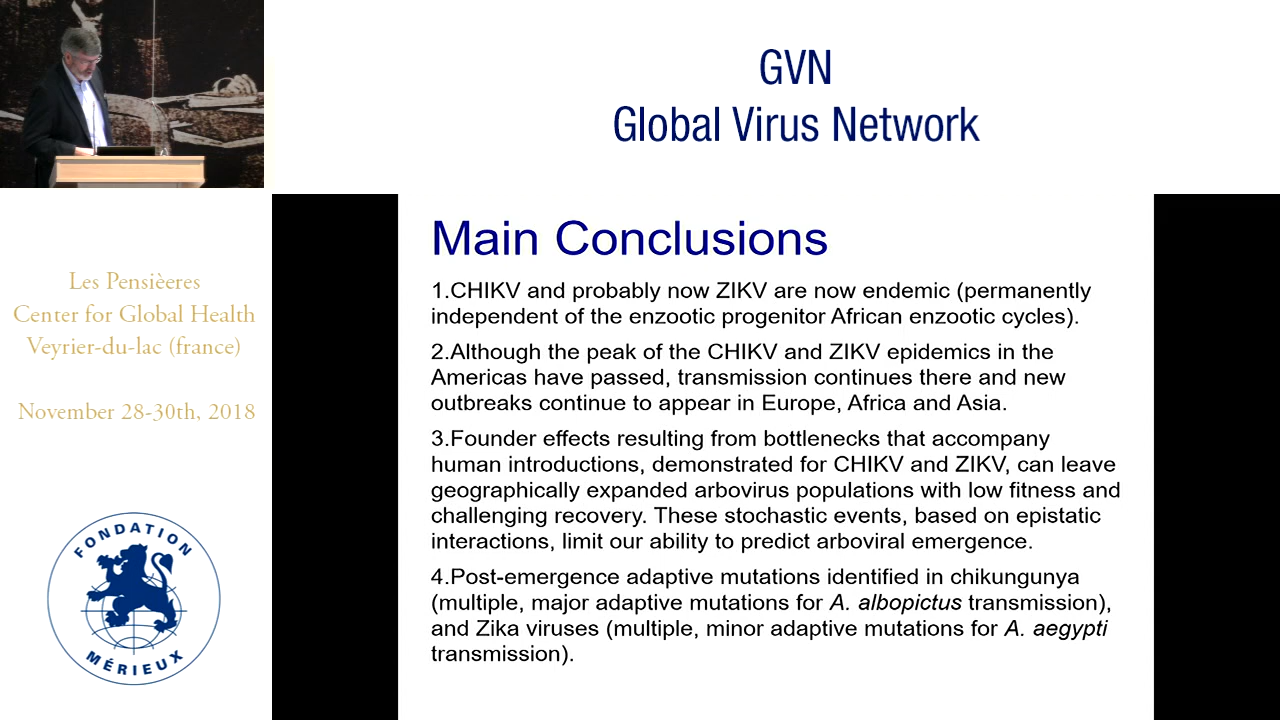 GVN
Global Virus Network
Les Pensièeres
Center for Global Health
Veyrier-du-lac (france)
November 28-30th, 2018
FONDATION
MÉRIEUX
Main Conclusions
1.CHIKV and probably now ZIKV are now endemic (permanently
independent of the enzootic progenitor African enzootic cycles).
2.Although the peak of the CHIKV and ZIKV epidemics in the
Americas have passed, transmission continues there and new
outbreaks continue to appear in Europe, Africa and Asia.
3.Founder effects resulting from bottlenecks that accompany
human introductions, demonstrated for CHIKV and ZIKV, can leave
geographically expanded arbovirus populations with low fitness and
challenging recovery. These stochastic events, based on epistatic
interactions, limit our ability to predict arboviral emergence.
4.Post-emergence adaptive mutations identified in chikungunya
(multiple, major adaptive mutations for A. albopictus transmission),
and Zika viruses (multiple, minor adaptive mutations for A. aegypti
transmission).